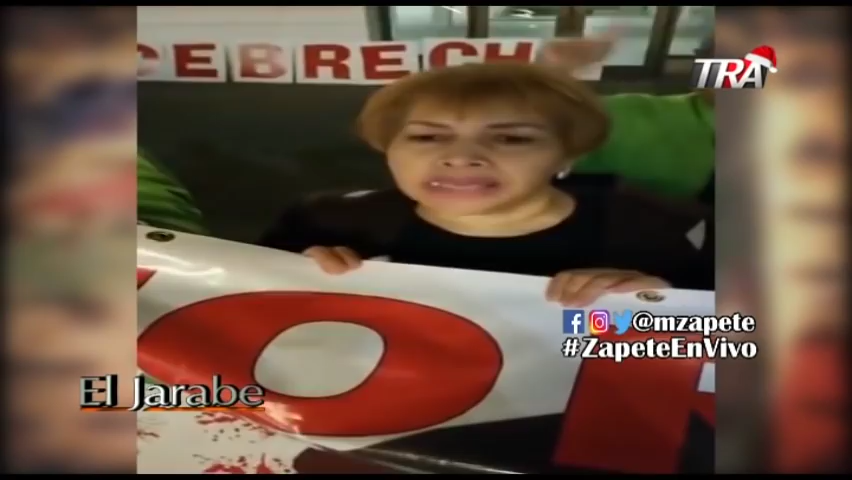 CEBRECH
TRA
@mzapete
#ZapeteEnVivo
El Jarabe
O